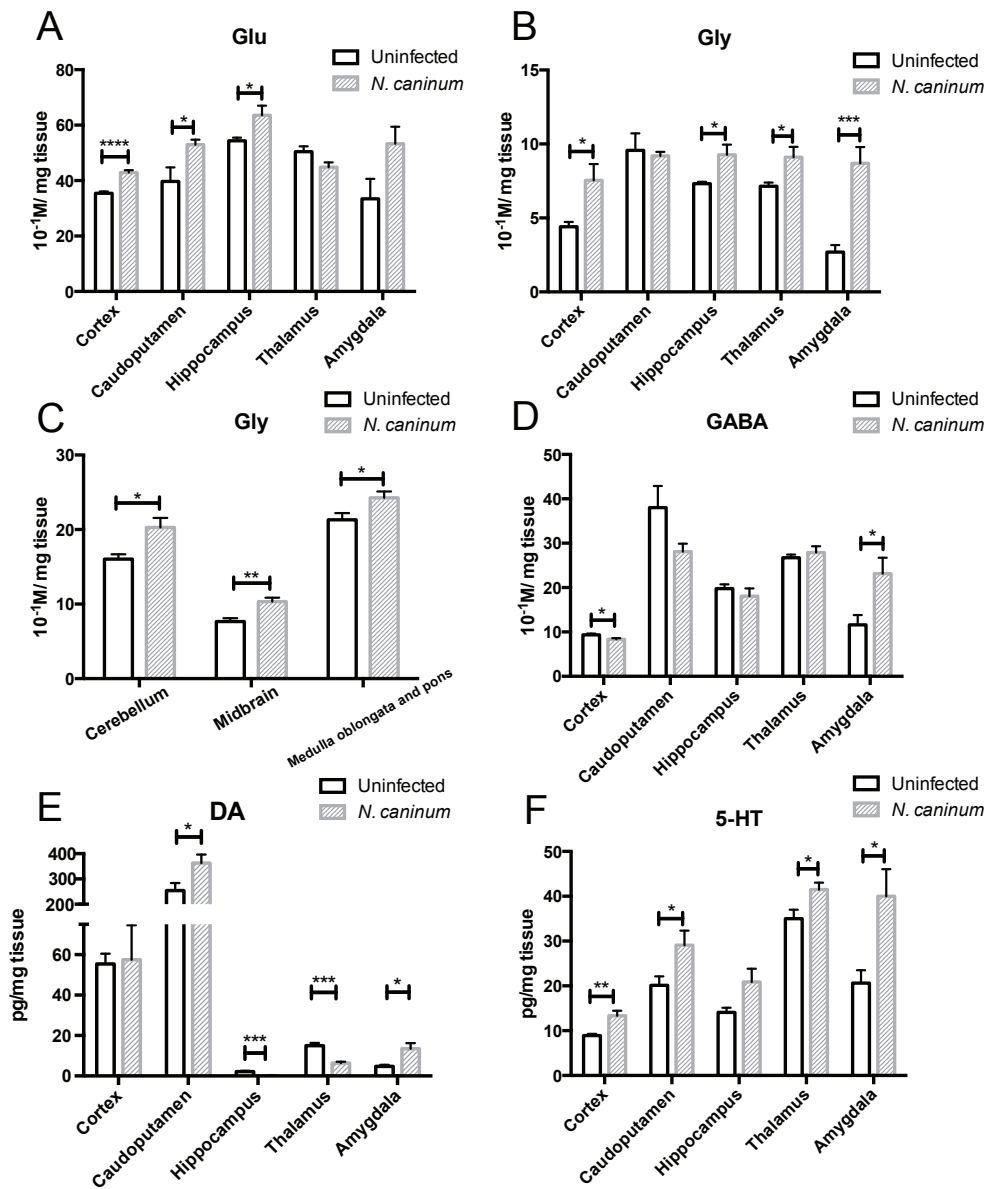 A
Glu
Uninfected
N. caninum
10⁻¹M/ mg tissue
80
60
40
20
0
****
*
*
Cortex
Caudoputamen
Hippocampus
Thalamus
Amygdala
B
Gly
Uninfected
N. caninum
10⁻¹M/ mg tissue
15
10
5
0
*
*
*
***
Cortex
Caudoputamen
Hippocampus
Thalamus
Amygdala
C
Gly
Uninfected
N. caninum
10⁻¹M/ mg tissue
30
20
10
0
*
**
*
Cerebellum
Midbrain
Medulla oblongata and pons
D
GABA
Uninfected
N. caninum
10⁻¹M/ mg tissue
50
40
30
20
10
0
*
*
Cortex
Caudoputamen
Hippocampus
Thalamus
Amygdala
E
DA
Uninfected
N. caninum
pg/mg tissue
400
300
200
60
40
20
0
*
***
***
*
Cortex
Caudoputamen
Hippocampus
Thalamus
Amygdala
F
5-HT
Uninfected
N. caninum
pg/mg tissue
50
40
30
20
10
0
**
*
*
*
Cortex
Caudoputamen
Hippocampus
Thalamus
Amygdala